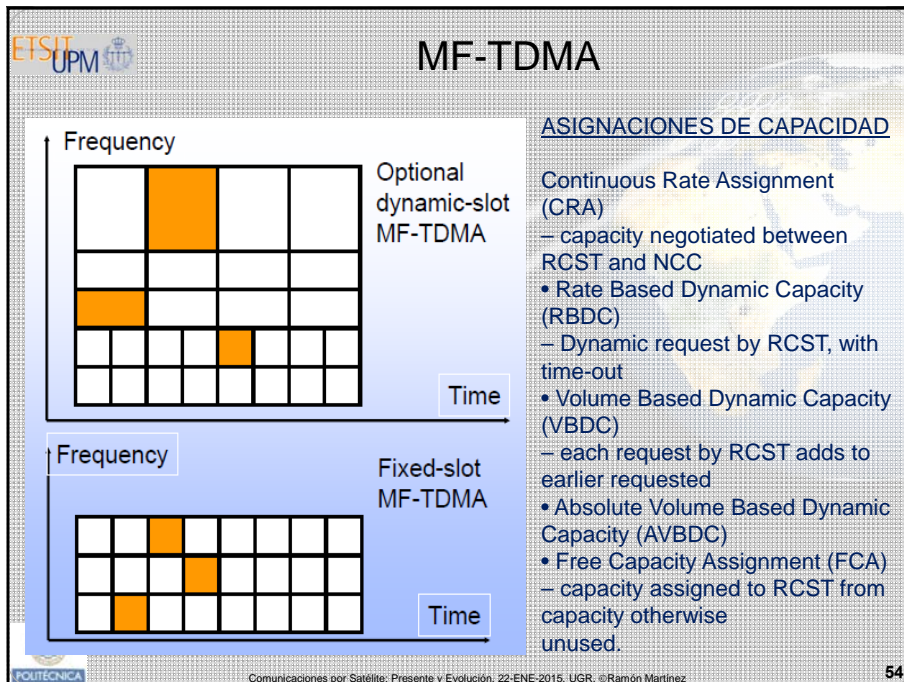 ETSIT
UPM
MF-TDMA
Frequency
Optional
dynamic-slot
MF-TDMA
Time
Frequency
Fixed-slot
MF-TDMA
Time
ASIGNACIONES DE CAPACIDAD
Continuous Rate Assignment
(CRA)
– capacity negotiated between
RCST and NCC
• Rate Based Dynamic Capacity
(RBDC)
– Dynamic request by RCST, with
time-out
• Volume Based Dynamic Capacity
(VBDC)
– each request by RCST adds to
earlier requested
• Absolute Volume Based Dynamic
Capacity (AVBDC)
• Free Capacity Assignment (FCA)
– capacity assigned to RCST from
capacity otherwise
unused.
POLITÉCNICA
Comunicaciones por Satélite: Presente y Evolución, 22-ENE-2015, UGR, ©Ramón Martínez
54